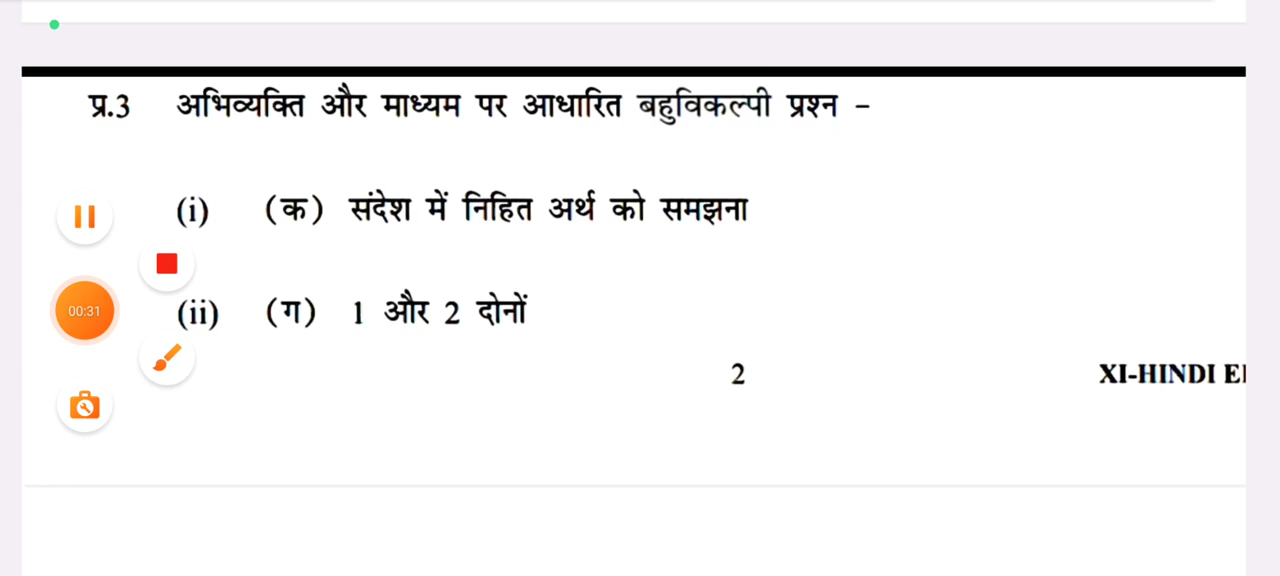 प्र.3 अभिव्यक्ति और माध्यम पर आधारित बहुविकल्पी प्रश्न –
(i) (क) संदेश में निहित अर्थ को समझना
00:31
(ii) (ग) 1 और 2 दोनों
2 XI-HINDI